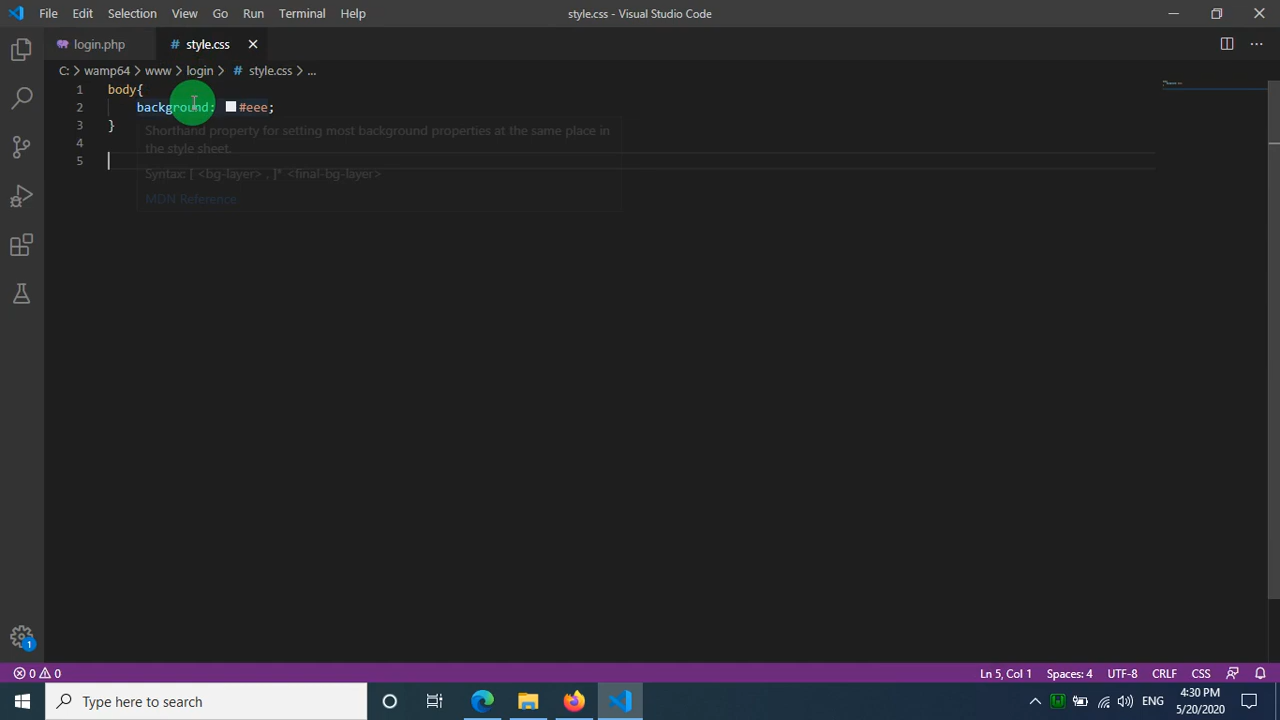 File Edit Selection View Go Run Terminal Help style.css - Visual Studio Code
login.php # style.css
C: > wamp64 > www > login > # style.css > ...
1 body{
2 background: #eee;
3 }
4
5
Shorthand property for setting most background properties at the same place in
the style sheet.
Syntax: [ <bg-layer> , ]* <final-bg-layer>
MDN Reference
1
0 0 Ln 5, Col 1 Spaces: 4 UTF-8 CRLF CSS
Type here to search ENG 4:30 PM
5/20/2020